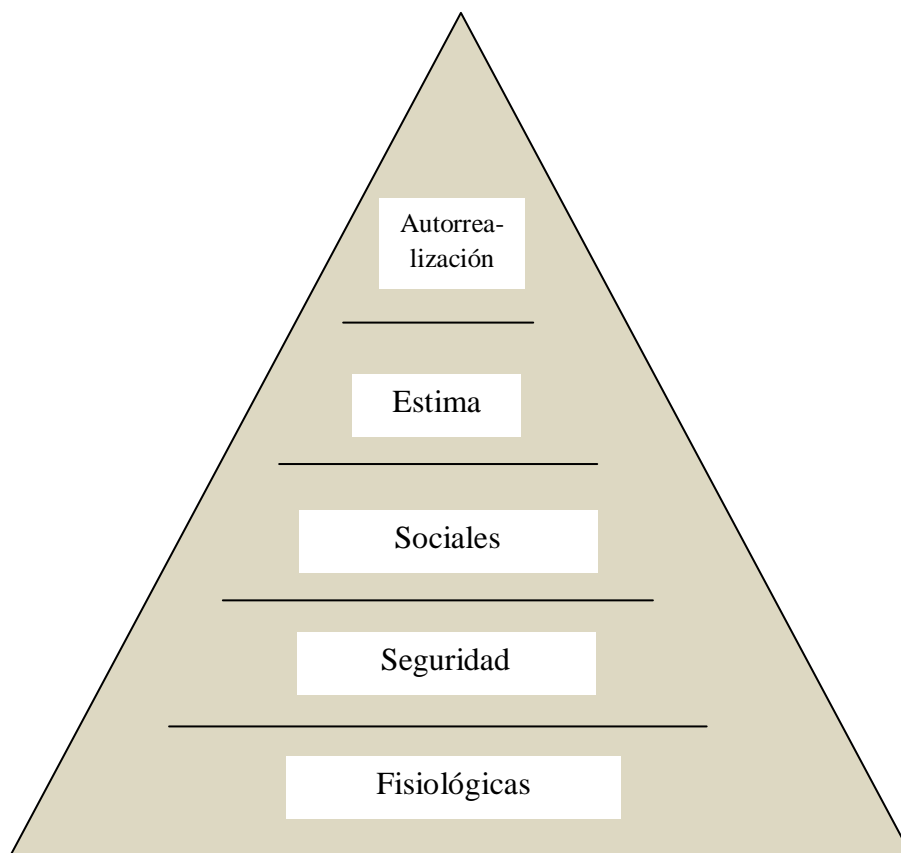 Autorrea-
lización
Estima
Sociales
Seguridad
Fisiológicas